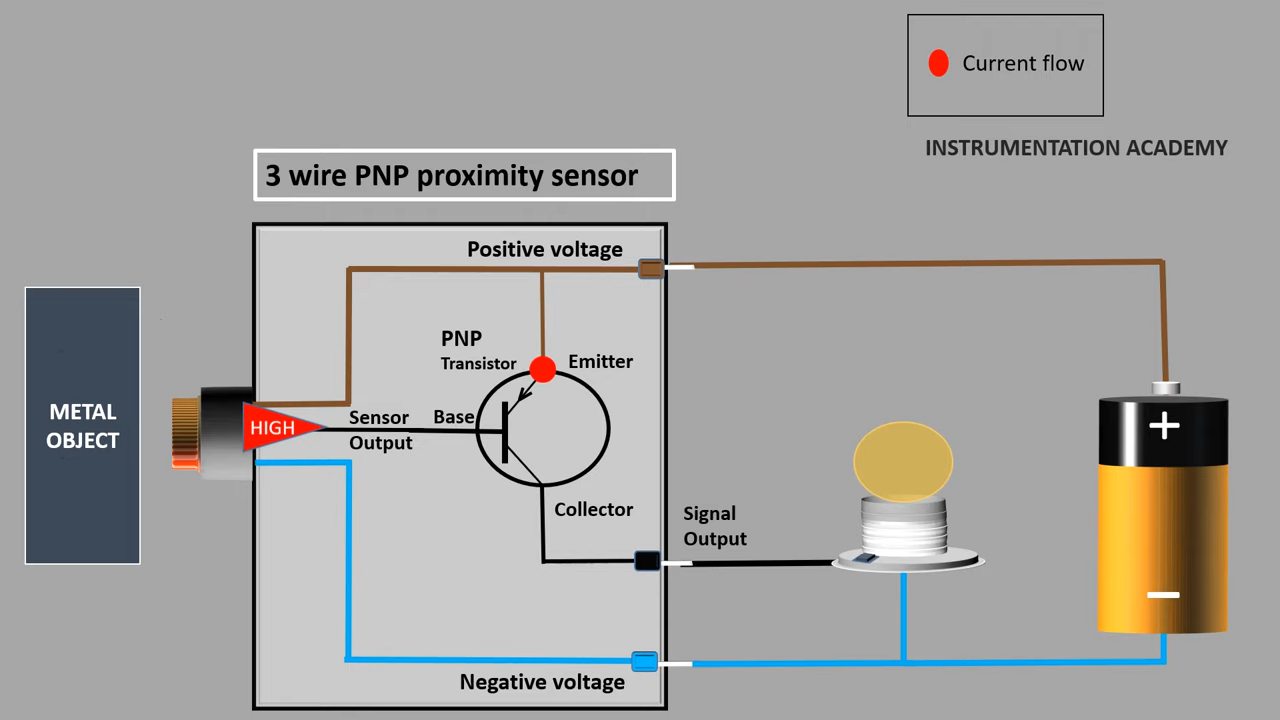 Current flow
INSTRUMENTATION ACADEMY
3 wire PNP proximity sensor
Positive voltage
PNP
Transistor
Emitter
METAL
OBJECT
HIGH
Sensor
Output
Base
Collector
Signal
Output
Negative voltage
+
—